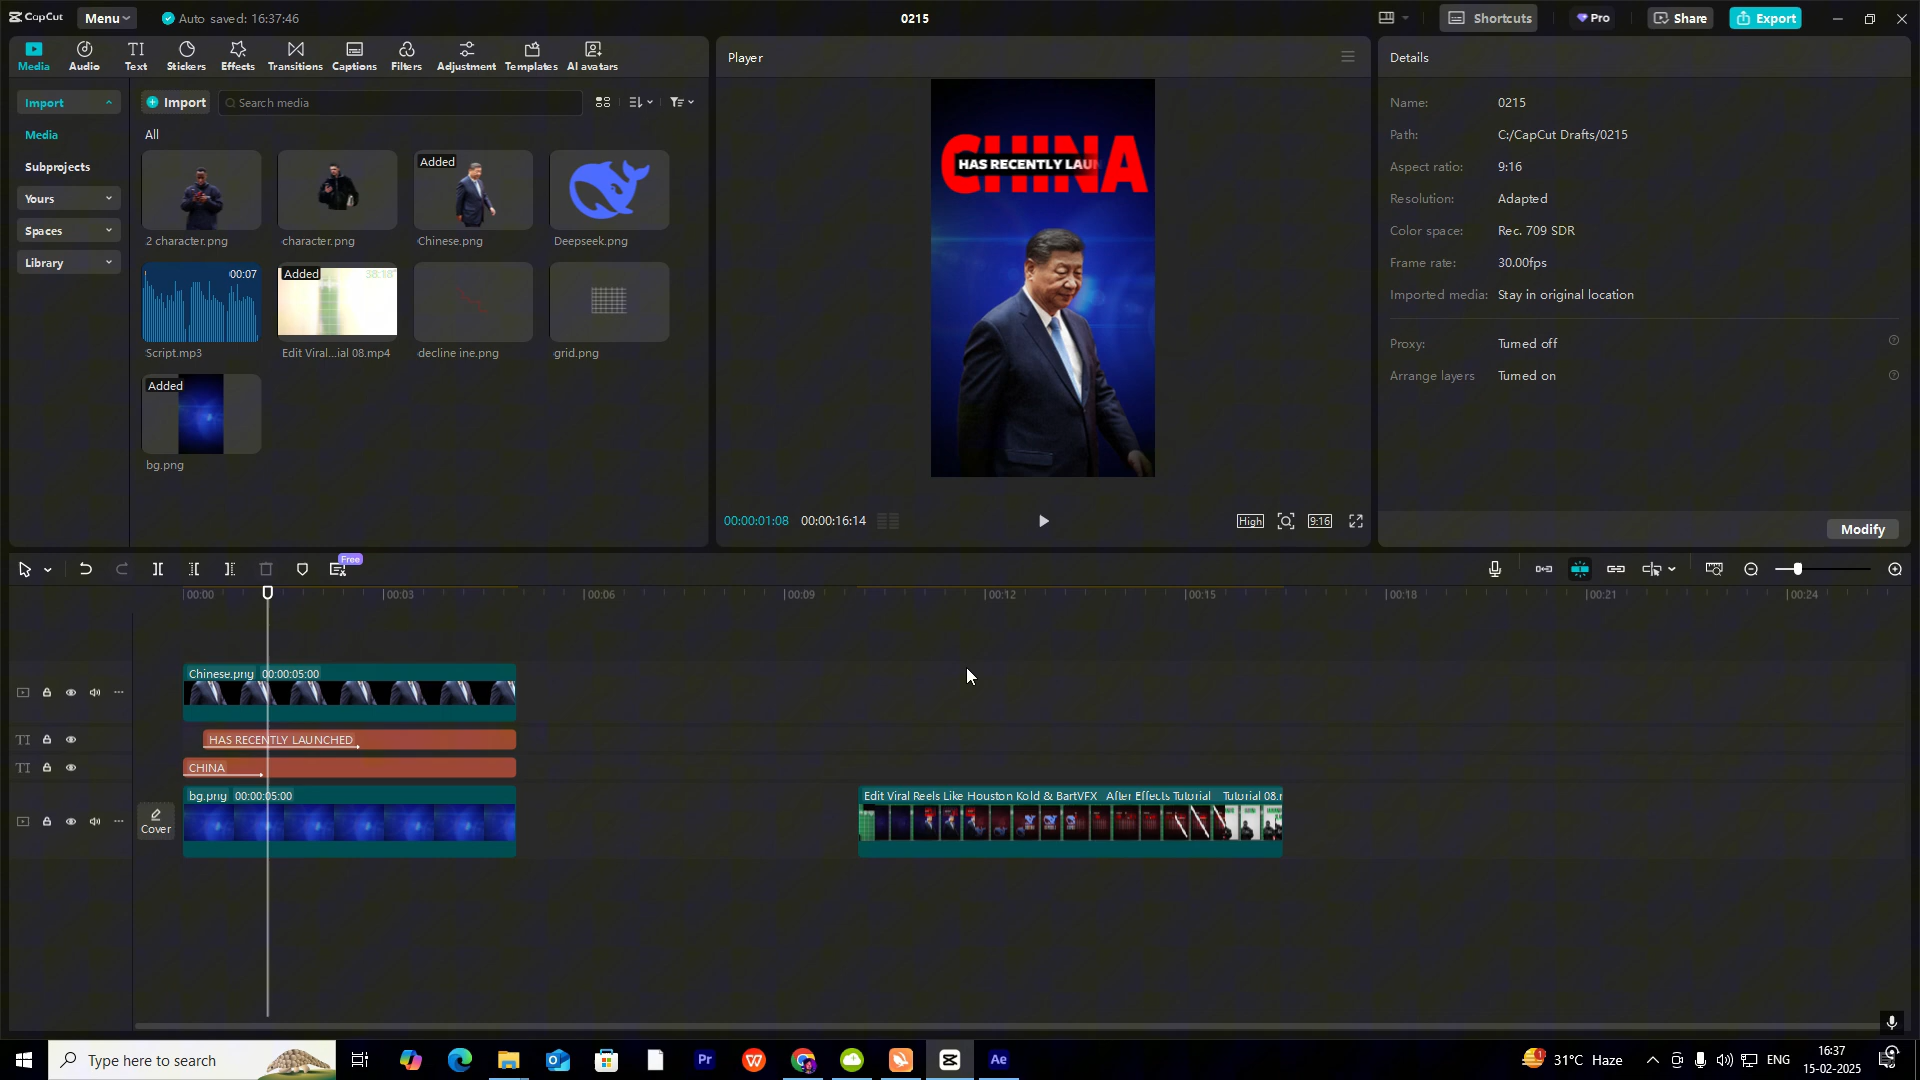 CapCut
Menu
Auto saved: 16:37:46
0215
Shortcuts
Pro
Share
Export
Media
Audio
Text
Stickers
Effects
Transitions
Captions
Filters
Adjustment
Templates
AI avatars
Player
Details
Import
Media
Subprojects
Yours
Spaces
Library
Import
Search media
All
2 character.png
character.png
Added
Chinese.png
Deepseek.png
00:07
Script.mp3
Added
38:18
Edit Viral...ial 08.mp4
decline ine.png
grid.png
Added
bg.png
CHINA
HAS RECENTLY LAUN
00:00:01:08
00:00:16:14
High
9:16
Name: 0215
Path: C:/CapCut Drafts/0215
Aspect ratio: 9:16
Resolution: Adapted
Color space: Rec. 709 SDR
Frame rate: 30.00fps
Imported media: Stay in original location
Proxy: Turned off
Arrange layers Turned on
Modify
Free
00:00
00:03
00:06
00:09
00:12
00:15
00:18
00:21
00:24
Chinese.png 00:00:05:00
HAS RECENTLY LAUNCHED
CHINA
Cover
bg.png 00:00:05:00
Edit Viral Reels Like Houston Kold & BartVFX After Effects Tutorial Tutorial 08.
Type here to search
Pr
Ae
31°C Haze
ENG
16:37
15-02-2025